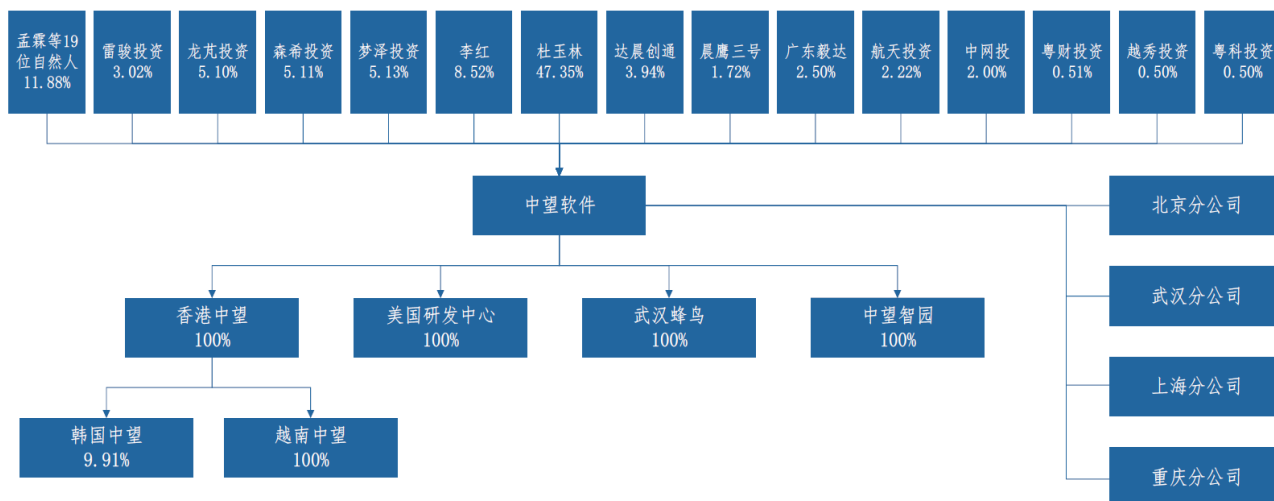 孟霖等19
位自然人
11.88%
雷骏投资
3.02%
龙芃投资
5.10%
森希投资
5.11%
梦泽投资
5.13%
李红
8.52%
杜玉林
47.35%
达晨创通
3.94%
晨鹰三号
1.72%
广东毅达
2.50%
航天投资
2.22%
中网投
2.00%
粤财投资
0.51%
越秀投资
0.50%
粤科投资
0.50%
中望软件
北京分公司
武汉分公司
上海分公司
重庆分公司
香港中望
100%
美国研发中心
100%
武汉蜂鸟
100%
中望智园
100%
韩国中望
9.91%
越南中望
100%